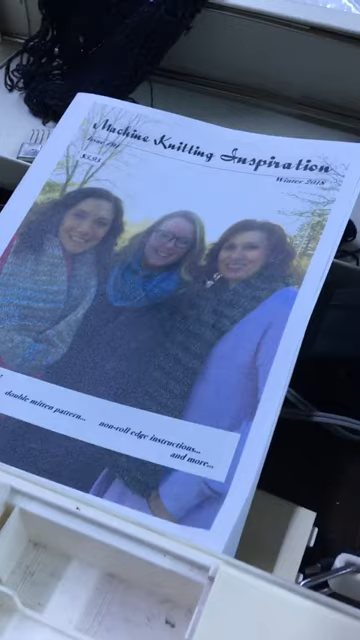 Machine Knitting Inspiration
Winter 2018
double mitten pattern...
non-roll edge instructions...
and more...